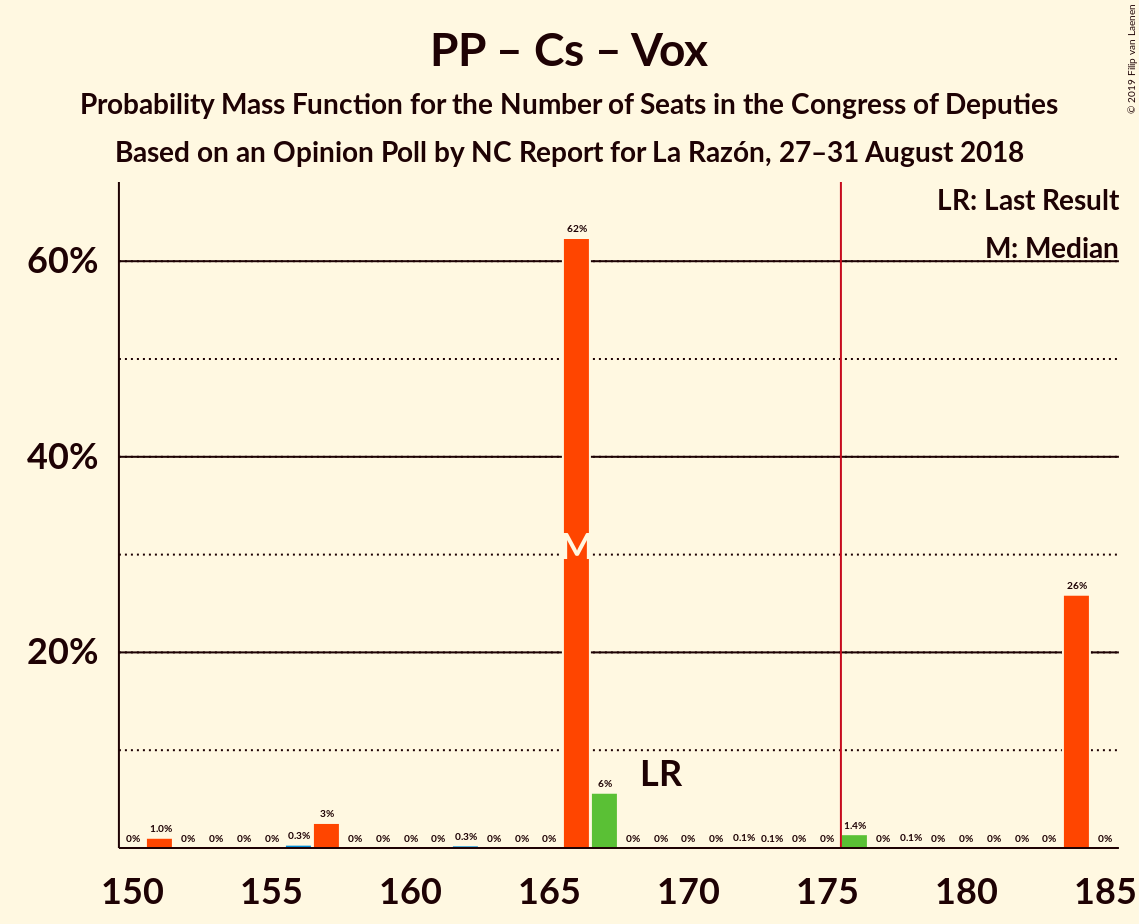 PP – Cs – Vox
Probability Mass Function for the Number of Seats in the Congress of Deputies
Based on an Opinion Poll by NC Report for La Razón, 27–31 August 2018
© 2019 Filip van Laenen
LR: Last Result
M: Median
60%
40%
20%
62%
M
26%
LR
6%
3%
0% 1.0% 0% 0% 0% 0% 0.3% 0% 0% 0% 0% 0.3% 0% 0% 0% 0% 0% 0% 0% 0.1% 0.1% 0% 0% 1.4% 0% 0.1% 0% 0% 0% 0% 0% 0%
150 155 160 165 170 175 180 185